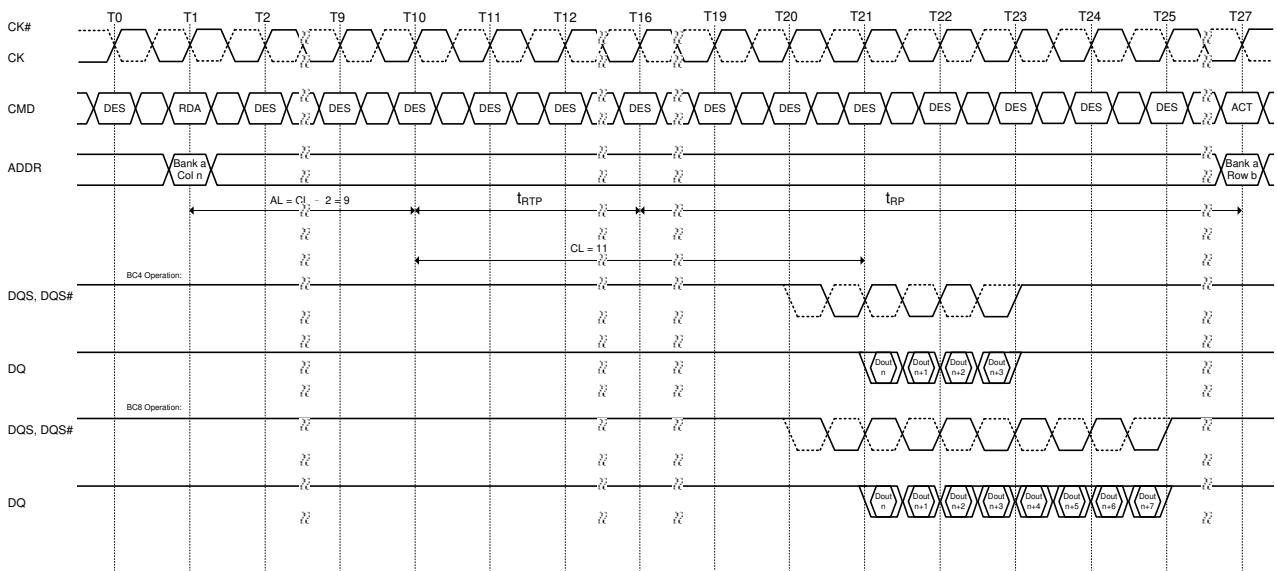 T0 T1 T2 T9 T10 T11 T12 T16 T19 T20 T21 T22 T23 T24 T25 T27
CK#
CK
CMD DES RDA DES DES DES DES DES DES DES DES DES DES DES DES DES ACT
ADDR
Bank a
Col n
Bank a
Row b
AL = CL - 2 = 9
tRTP
tRP
CL = 11
BC4 Operation:
DQS, DQS#
DQ
Dout n
Dout n+1
Dout n+2
Dout n+3
BC8 Operation:
DQS, DQS#
DQ
Dout n
Dout n+1
Dout n+2
Dout n+3
Dout n+4
Dout n+5
Dout n+6
Dout n+7